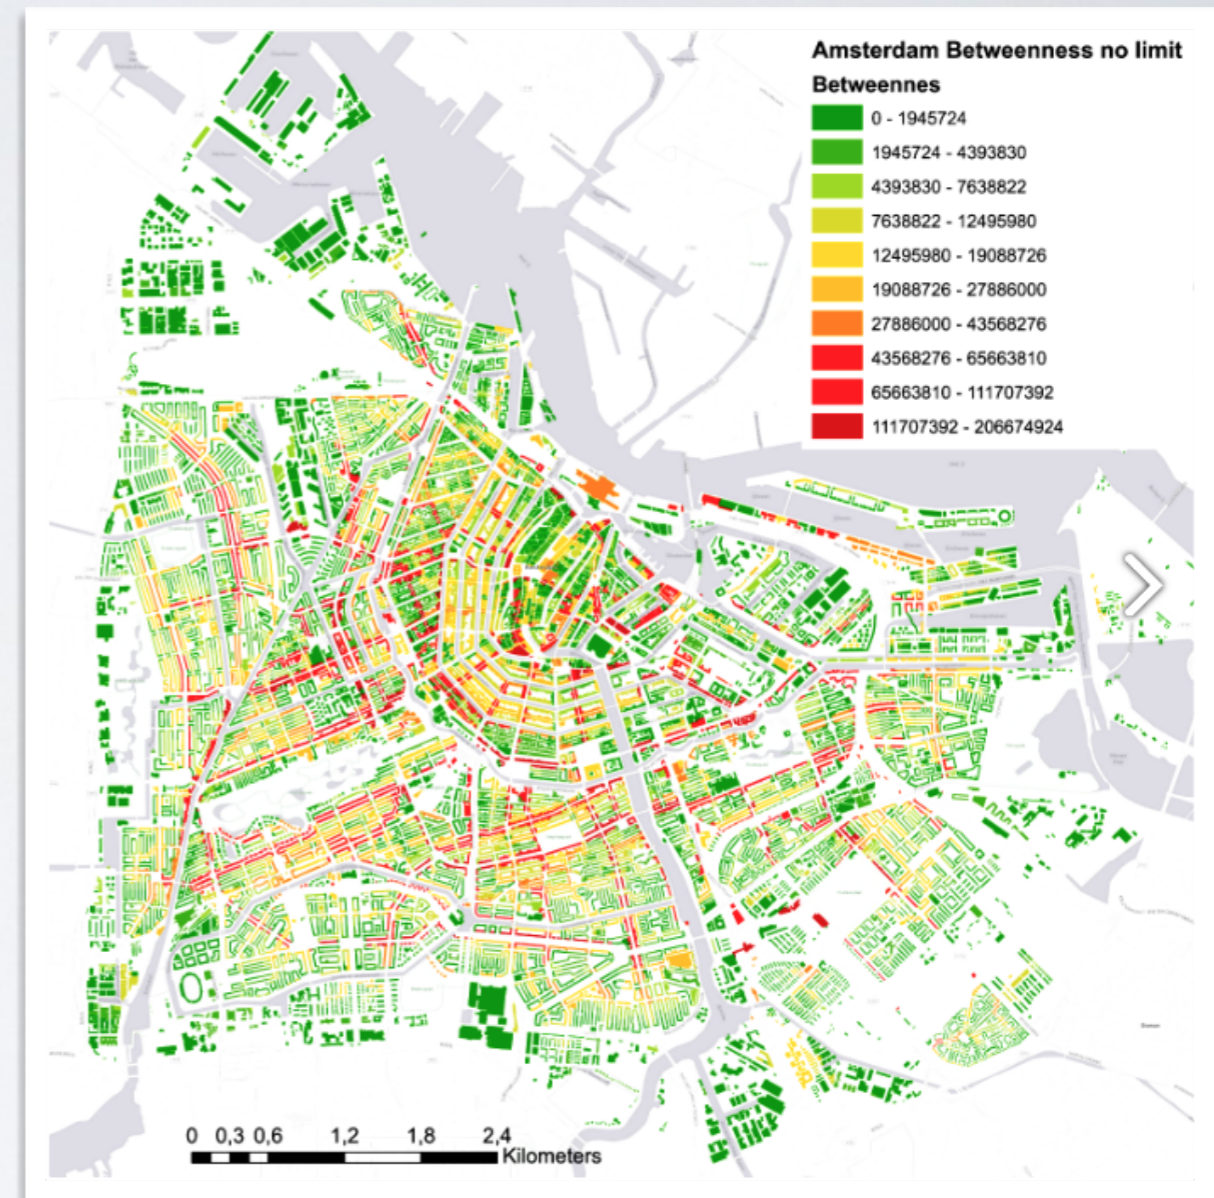 Amsterdam Betweenness no limit
Betweennes
0 - 1945724
1945724 - 4393830
4393830 - 7638822
7638822 - 12495980
12495980 - 19088726
19088726 - 27886000
27886000 - 43568276
43568276 - 65663810
65663810 - 111707392
111707392 - 206674924
0 0,3 0,6 1,2 1,8 2,4
Kilometers